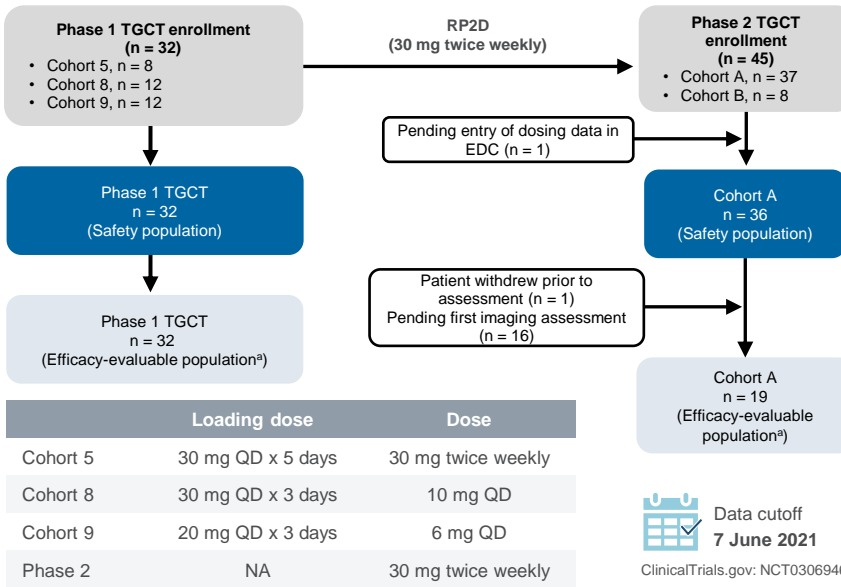 Phase 1 TGCT enrollment
(n = 32)
• Cohort 5, n = 8
• Cohort 8, n = 12
• Cohort 9, n = 12
RP2D
(30 mg twice weekly)
Phase 2 TGCT
enrollment
(n = 45)
• Cohort A, n = 37
• Cohort B, n = 8
Pending entry of dosing data in
EDC (n = 1)
Phase 1 TGCT
n = 32
(Safety population)
Cohort A
n = 36
(Safety population)
Patient withdrew prior to
assessment (n = 1)
Pending first imaging assessment
(n = 16)
Phase 1 TGCT
n = 32
(Efficacy-evaluable populationᵃ)
Cohort A
n = 19
(Efficacy-evaluable
populationᵃ)
Loading dose Dose
Cohort 5 30 mg QD x 5 days 30 mg twice weekly
Cohort 8 30 mg QD x 3 days 10 mg QD
Cohort 9 20 mg QD x 3 days 6 mg QD
Phase 2 NA 30 mg twice weekly
Data cutoff
7 June 2021
ClinicalTrials.gov: